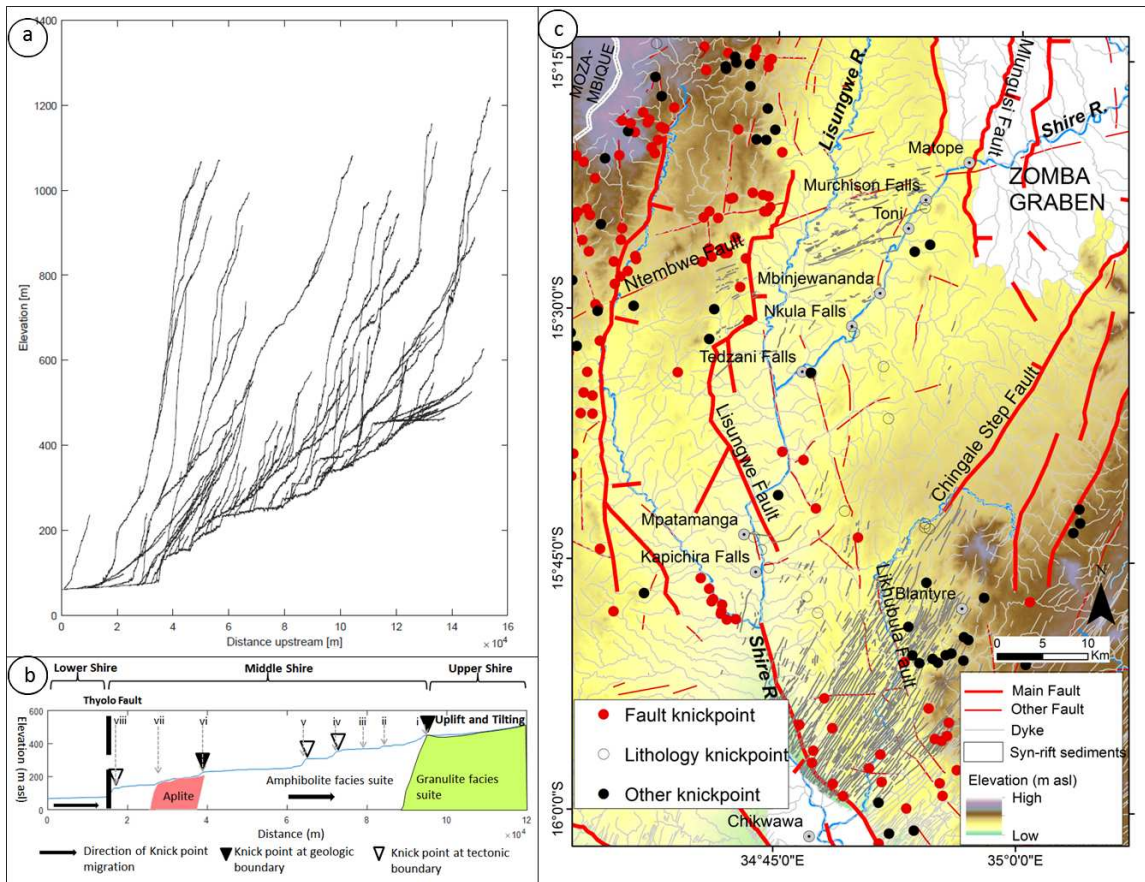 a
1400
1200
1000
800
600
400
200
0
Elevation [m]
0
2
4
6
8
10
12
14
16
× 10⁴
Distance upstream [m]
b
Lower Shire
Middle Shire
Upper Shire
Thyolo Fault
viii
vii
vi
v
iv
iii
ii
i
Uplift and Tilting
Elevation (m asl)
600
400
200
0
Aplite
Amphibolite facies suite
Granulite facies
suite
0
20
40
60
80
100
120
Distance (m)
Direction of Knick point
migration
Knick point at geologic
boundary
Knick point at tectonic
boundary
c
15°15'
15°30'0"S
15°45'0"S
16°0'0"S
34°45'0"E
35°0'0"E
MOZA-
MBIQUE
Lisungwe R.
Mlungusi Fault
Shire R.
Matope
ZOMBA
GRABEN
Murchison Falls
Toni
Ntembwe Fault
Mbinjewananda
Nkula Falls
Tedzani Falls
Lisungwe Fault
Chingale Step Fault
Mpatamanga
Kapichira Falls
Likhubula Fault
Blantyre
Shire R
Chikwawa
N
0
5
10
Km
Fault knickpoint
Lithology knickpoint
Other knickpoint
Main Fault
Other Fault
Dyke
Syn-rift sediments
Elevation (m asl)
High
Low